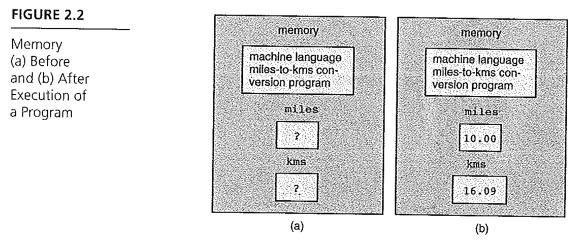 FIGURE 2.2
Memory
(a) Before
and (b) After
Execution of
a Program
memory
machine language
miles-to-kms con-
version program
miles
?
kms
?
(a)
memory
machine language
miles-to-kms con-
version program
miles
10.00
kms
16.09
(b)